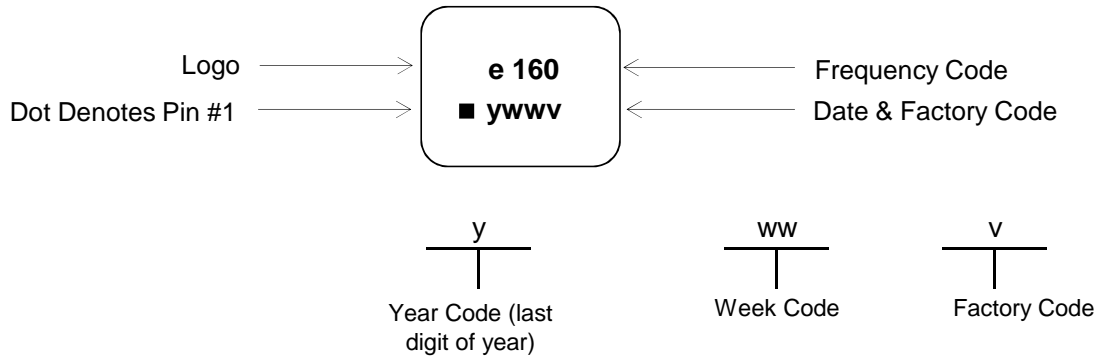 Logo
e 160
Frequency Code
Dot Denotes Pin #1
■ ywwv
Date & Factory Code
y
ww
v
Year Code (last
digit of year)
Week Code
Factory Code